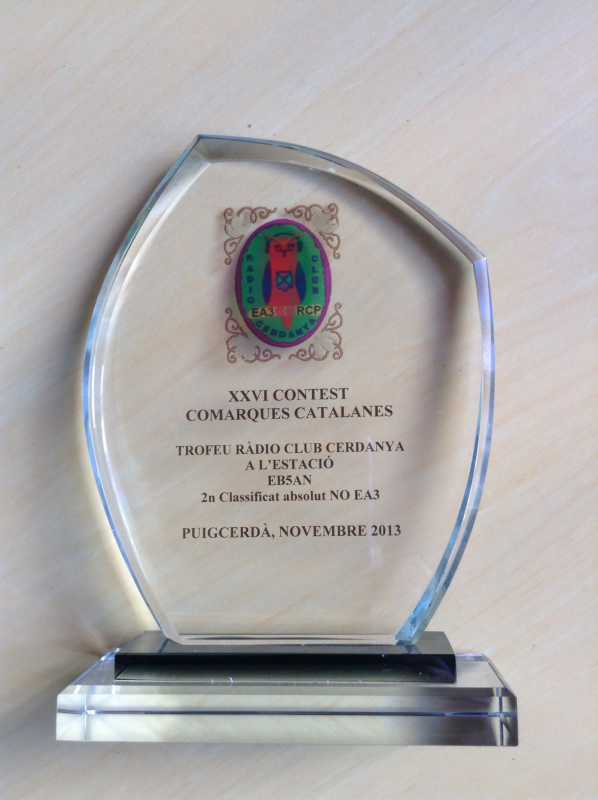 RADIO CLUB
EA3 RCP
CERDANYA
XXVI CONTEST
COMARQUES CATALANES
TROFEU RÀDIO CLUB CERDANYA
A L'ESTACIÓ
EB5AN
2n Classificat absolut NO EA3
PUIGCERDÀ, NOVEMBRE 2013